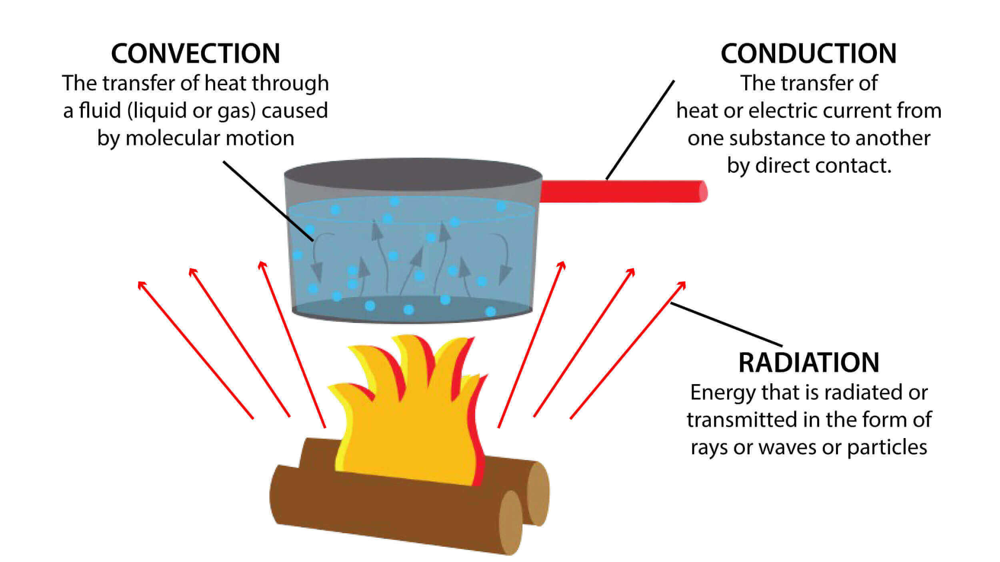 CONVECTION
The transfer of heat through
a fluid (liquid or gas) caused
by molecular motion
CONDUCTION
The transfer of
heat or electric current from
one substance to another
by direct contact.
RADIATION
Energy that is radiated or
transmitted in the form of
rays or waves or particles